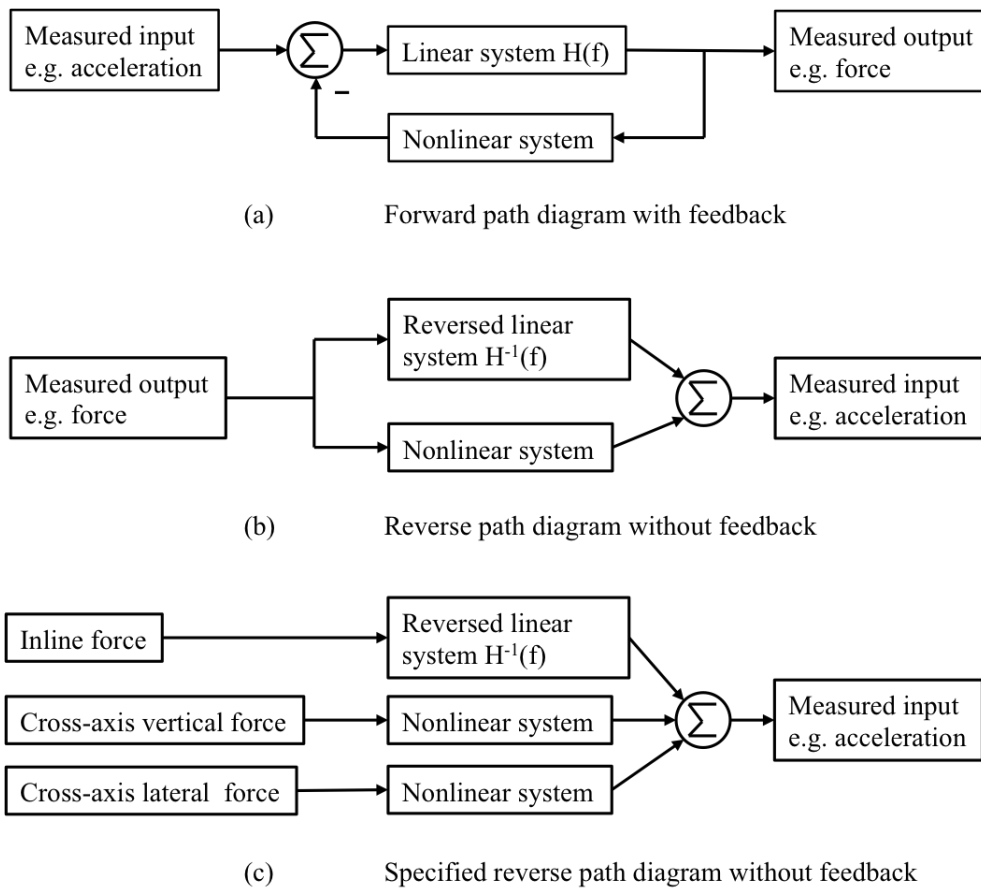 Measured input
e.g. acceleration
Σ
Linear system H(f)
Measured output
e.g. force
−
Nonlinear system
(a) Forward path diagram with feedback
Reversed linear
system H⁻¹(f)
Measured output
e.g. force
Σ
Measured input
e.g. acceleration
Nonlinear system
(b) Reverse path diagram without feedback
Inline force
Reversed linear
system H⁻¹(f)
Cross-axis vertical force
Nonlinear system
Σ
Measured input
e.g. acceleration
Cross-axis lateral force
Nonlinear system
(c) Specified reverse path diagram without feedback